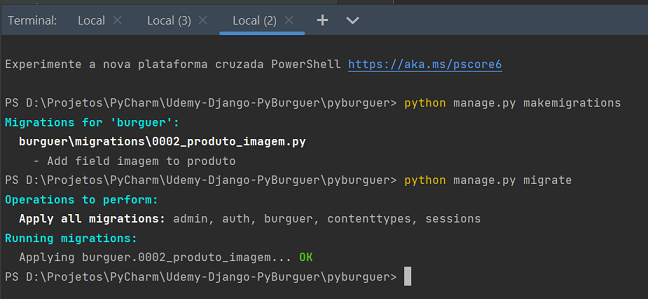 Terminal: Local × Local (3) × Local (2) × +
Experimente a nova plataforma cruzada PowerShell https://aka.ms/pscore6
PS D:\Projetos\PyCharm\Udemy-Django-PyBurguer\pyburguer> python manage.py makemigrations
Migrations for 'burguer':
burguer\migrations\0002_produto_imagem.py
- Add field imagem to produto
PS D:\Projetos\PyCharm\Udemy-Django-PyBurguer\pyburguer> python manage.py migrate
Operations to perform:
Apply all migrations: admin, auth, burguer, contenttypes, sessions
Running migrations:
Applying burguer.0002_produto_imagem... OK
PS D:\Projetos\PyCharm\Udemy-Django-PyBurguer\pyburguer>